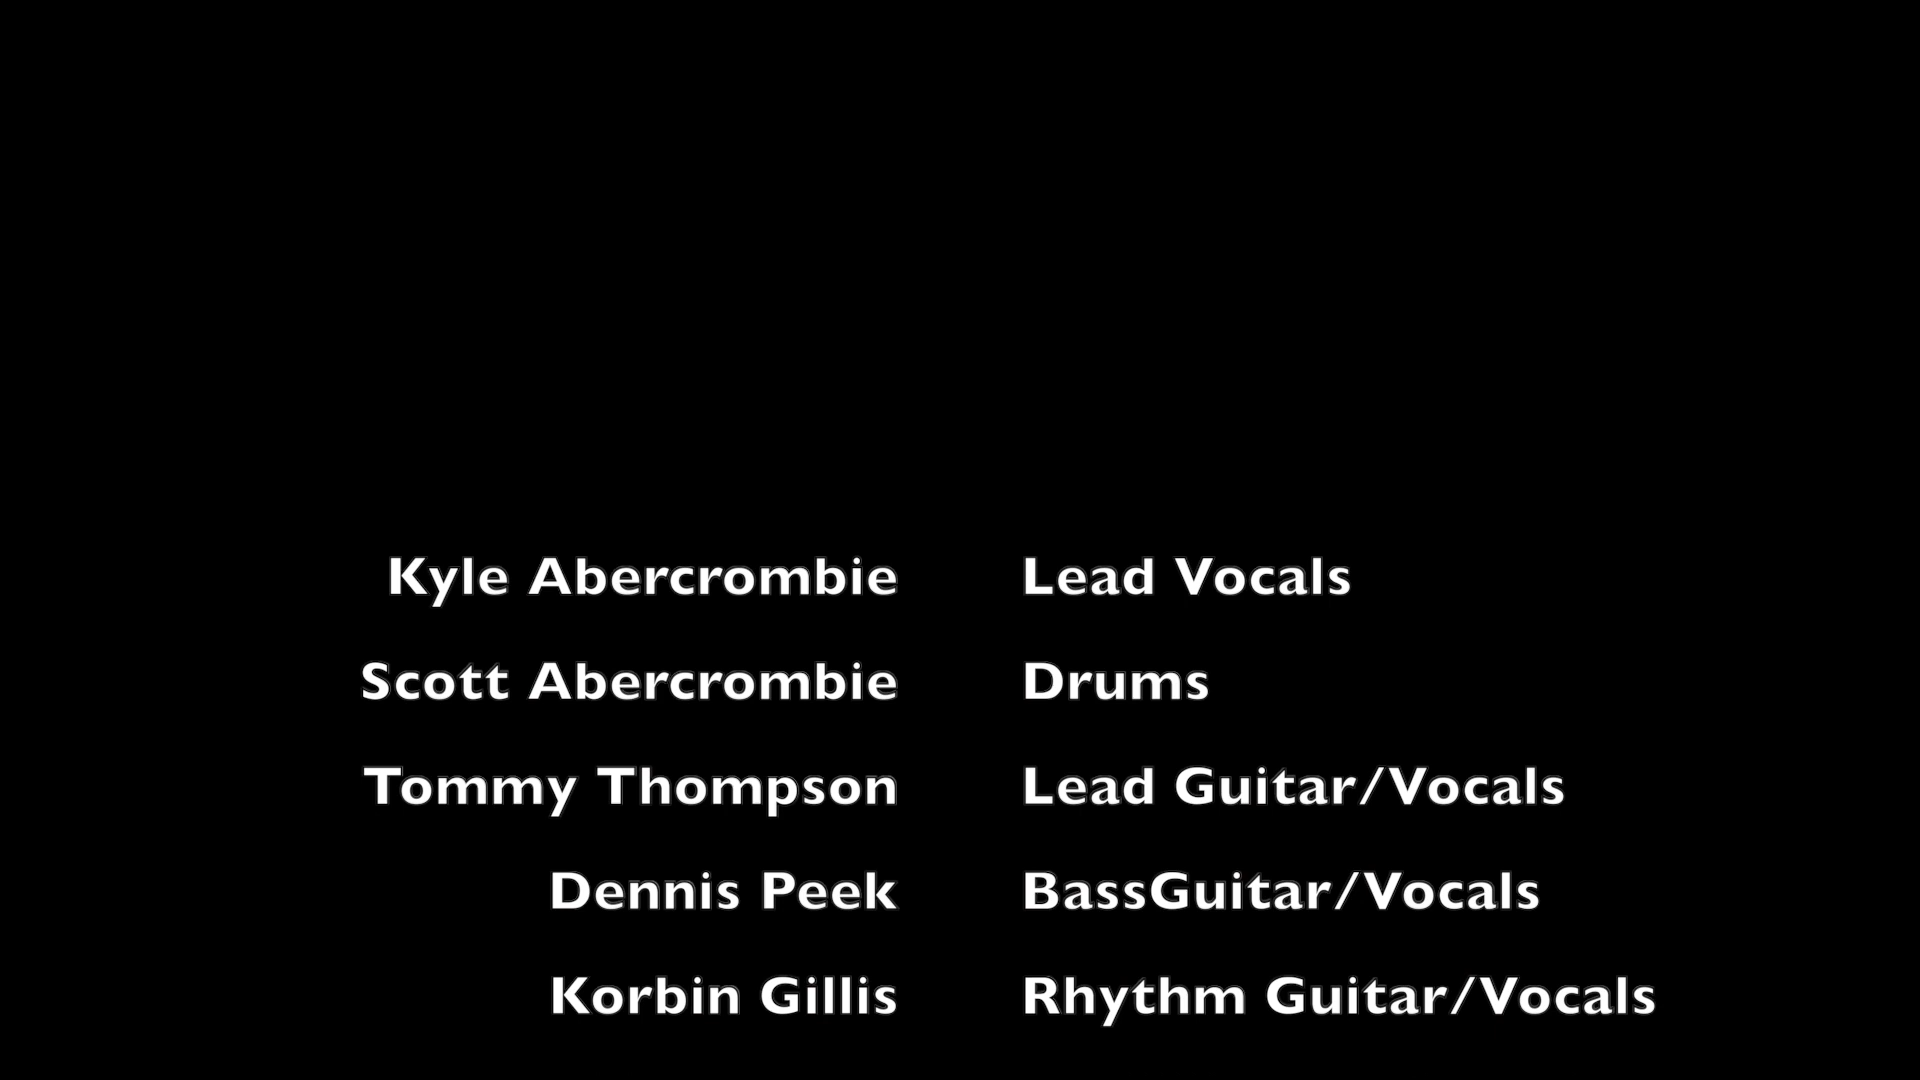 Kyle Abercrombie Lead Vocals
Scott Abercrombie Drums
Tommy Thompson Lead Guitar/Vocals
Dennis Peek BassGuitar/Vocals
Korbin Gillis Rhythm Guitar/Vocals